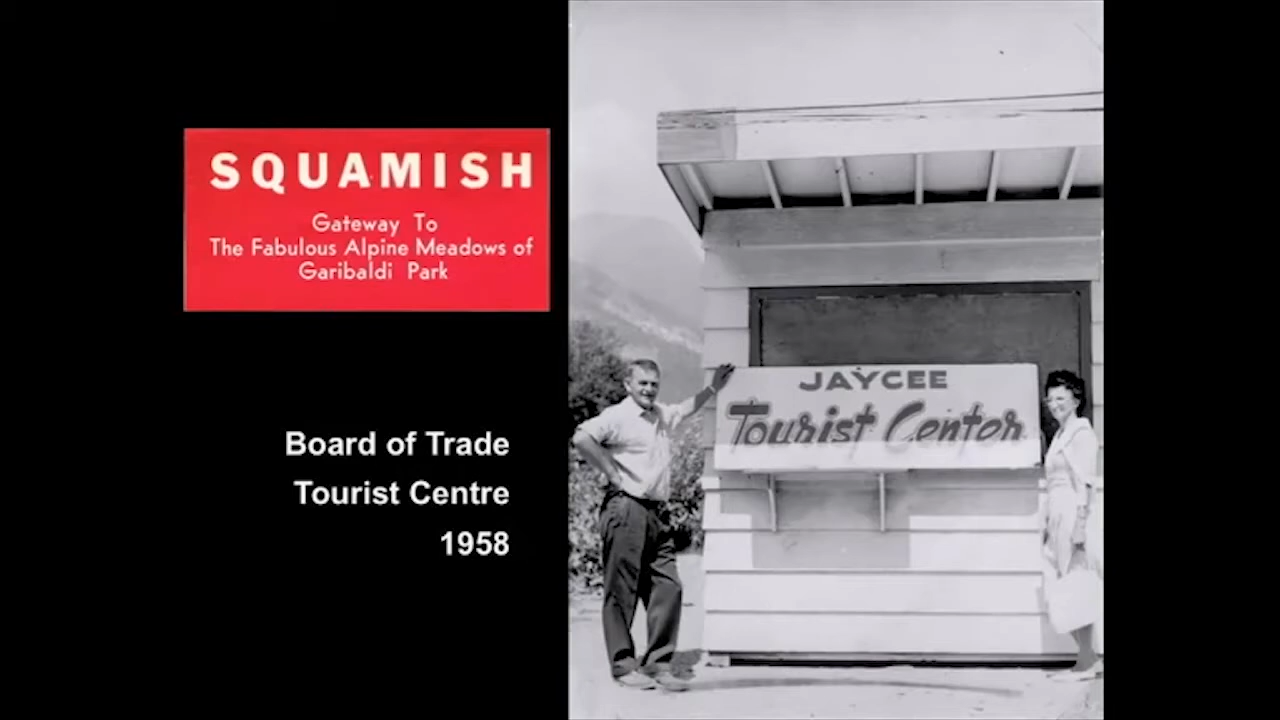 SQUAMISH
Gateway To
The Fabulous Alpine Meadows of
Garibaldi Park
Board of Trade
Tourist Centre
1958
JAYCEE
Tourist Center